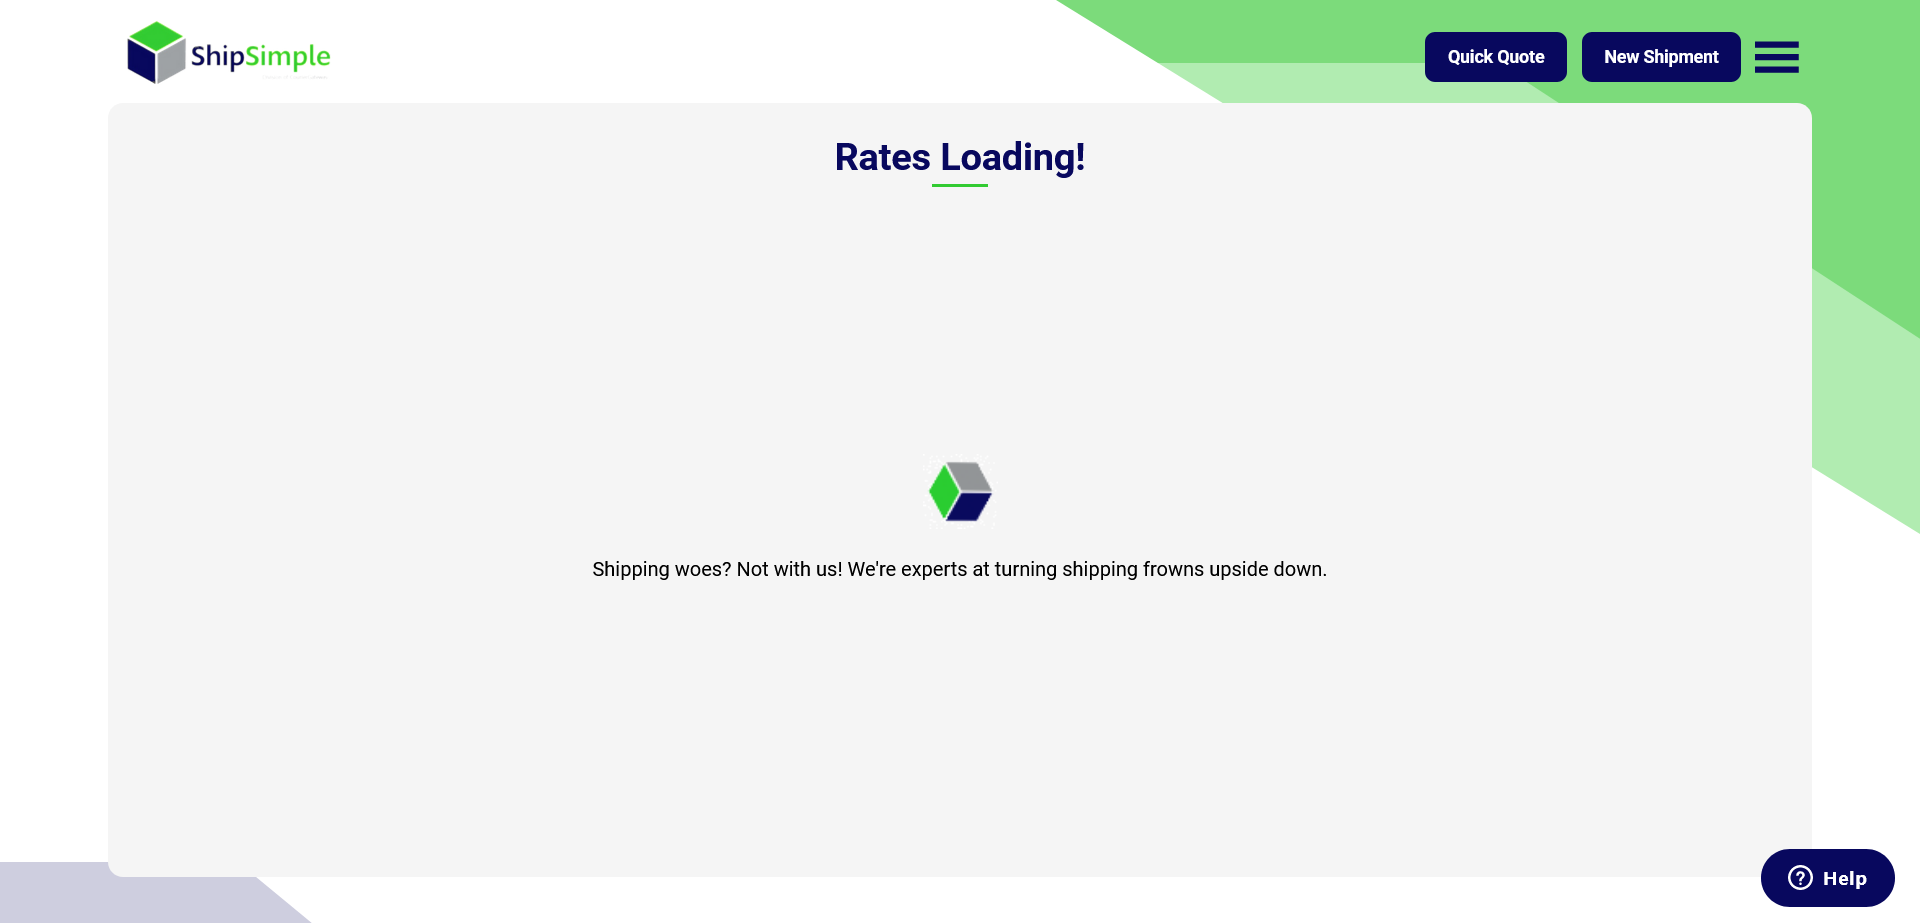 ShipSimple
Quick Quote
New Shipment
Rates Loading!
Shipping woes? Not with us! We're experts at turning shipping frowns upside down.
Help